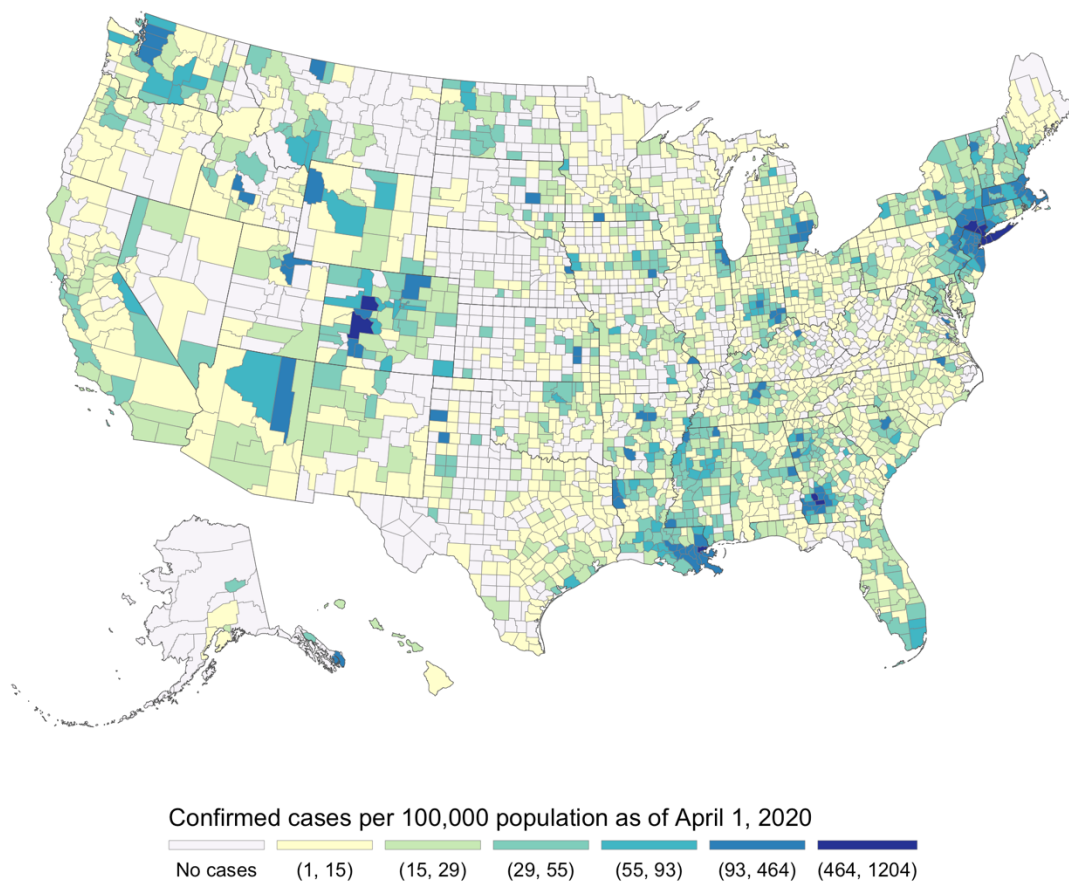 Confirmed cases per 100,000 population as of April 1, 2020
No cases (1, 15) (15, 29) (29, 55) (55, 93) (93, 464) (464, 1204)